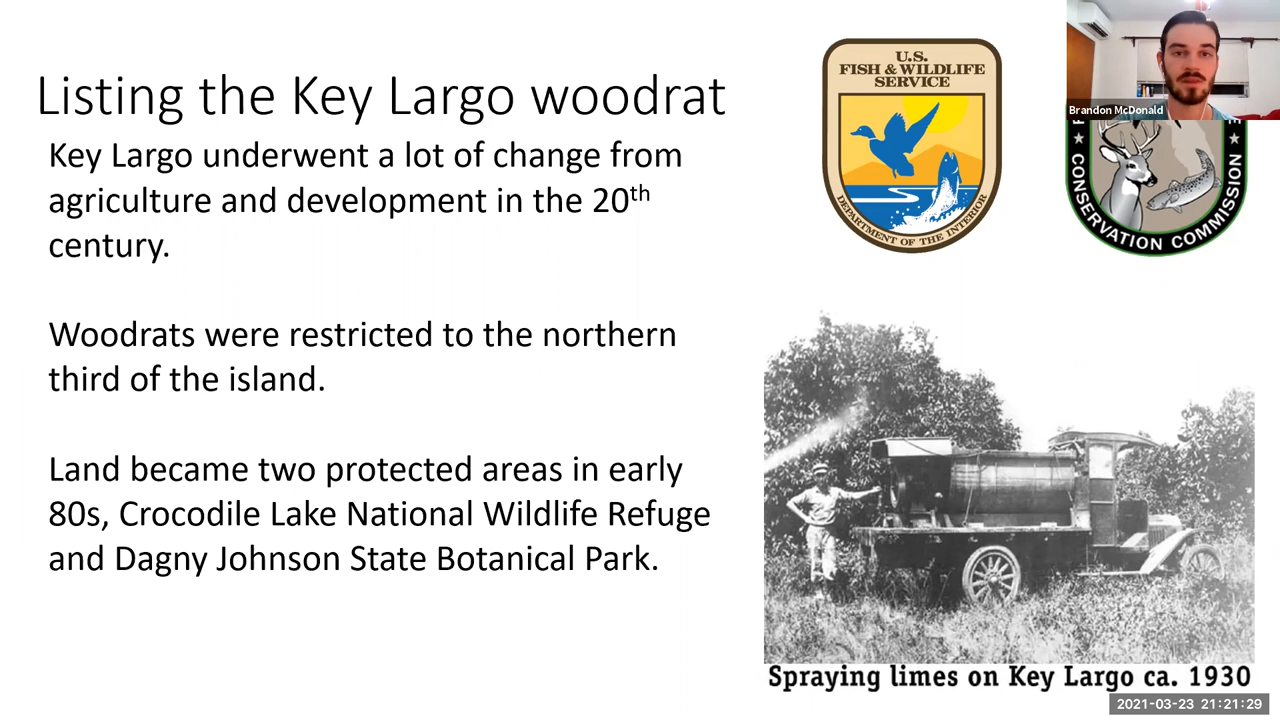 Listing the Key Largo woodrat
Key Largo underwent a lot of change from
agriculture and development in the 20th
century.
Woodrats were restricted to the northern
third of the island.
Land became two protected areas in early
80s, Crocodile Lake National Wildlife Refuge
and Dagny Johnson State Botanical Park.
U.S.
FISH & WILDLIFE
SERVICE
DEPARTMENT OF THE INTERIOR
Brandon McDonald
CONSERVATION COMMISSION
Spraying limes on Key Largo ca. 1930
2021-03-23 21:21:29